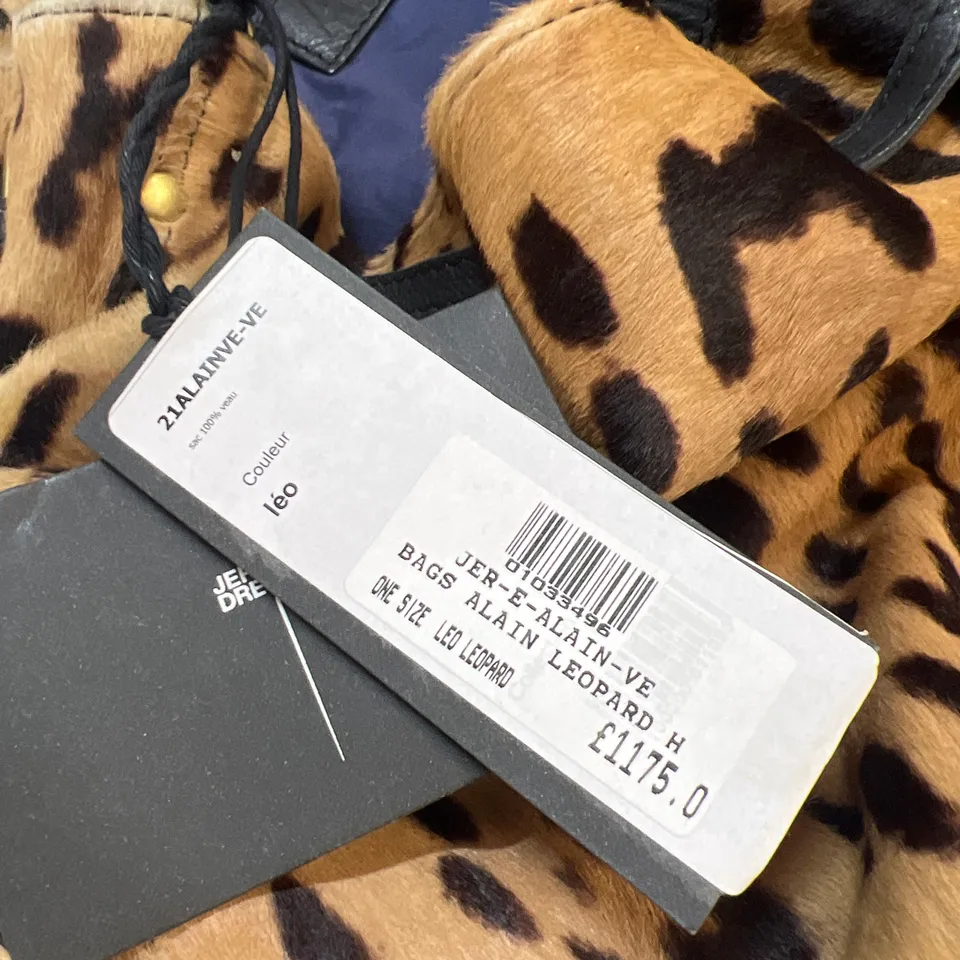 21ALAINVE-VE
sac 100% veau
Couleur
léo
01033496
JER-E-ALAIN-VE
BAGS ALAIN LEOPARD H
ONE SIZE LEO LEOPARD
£1175.0